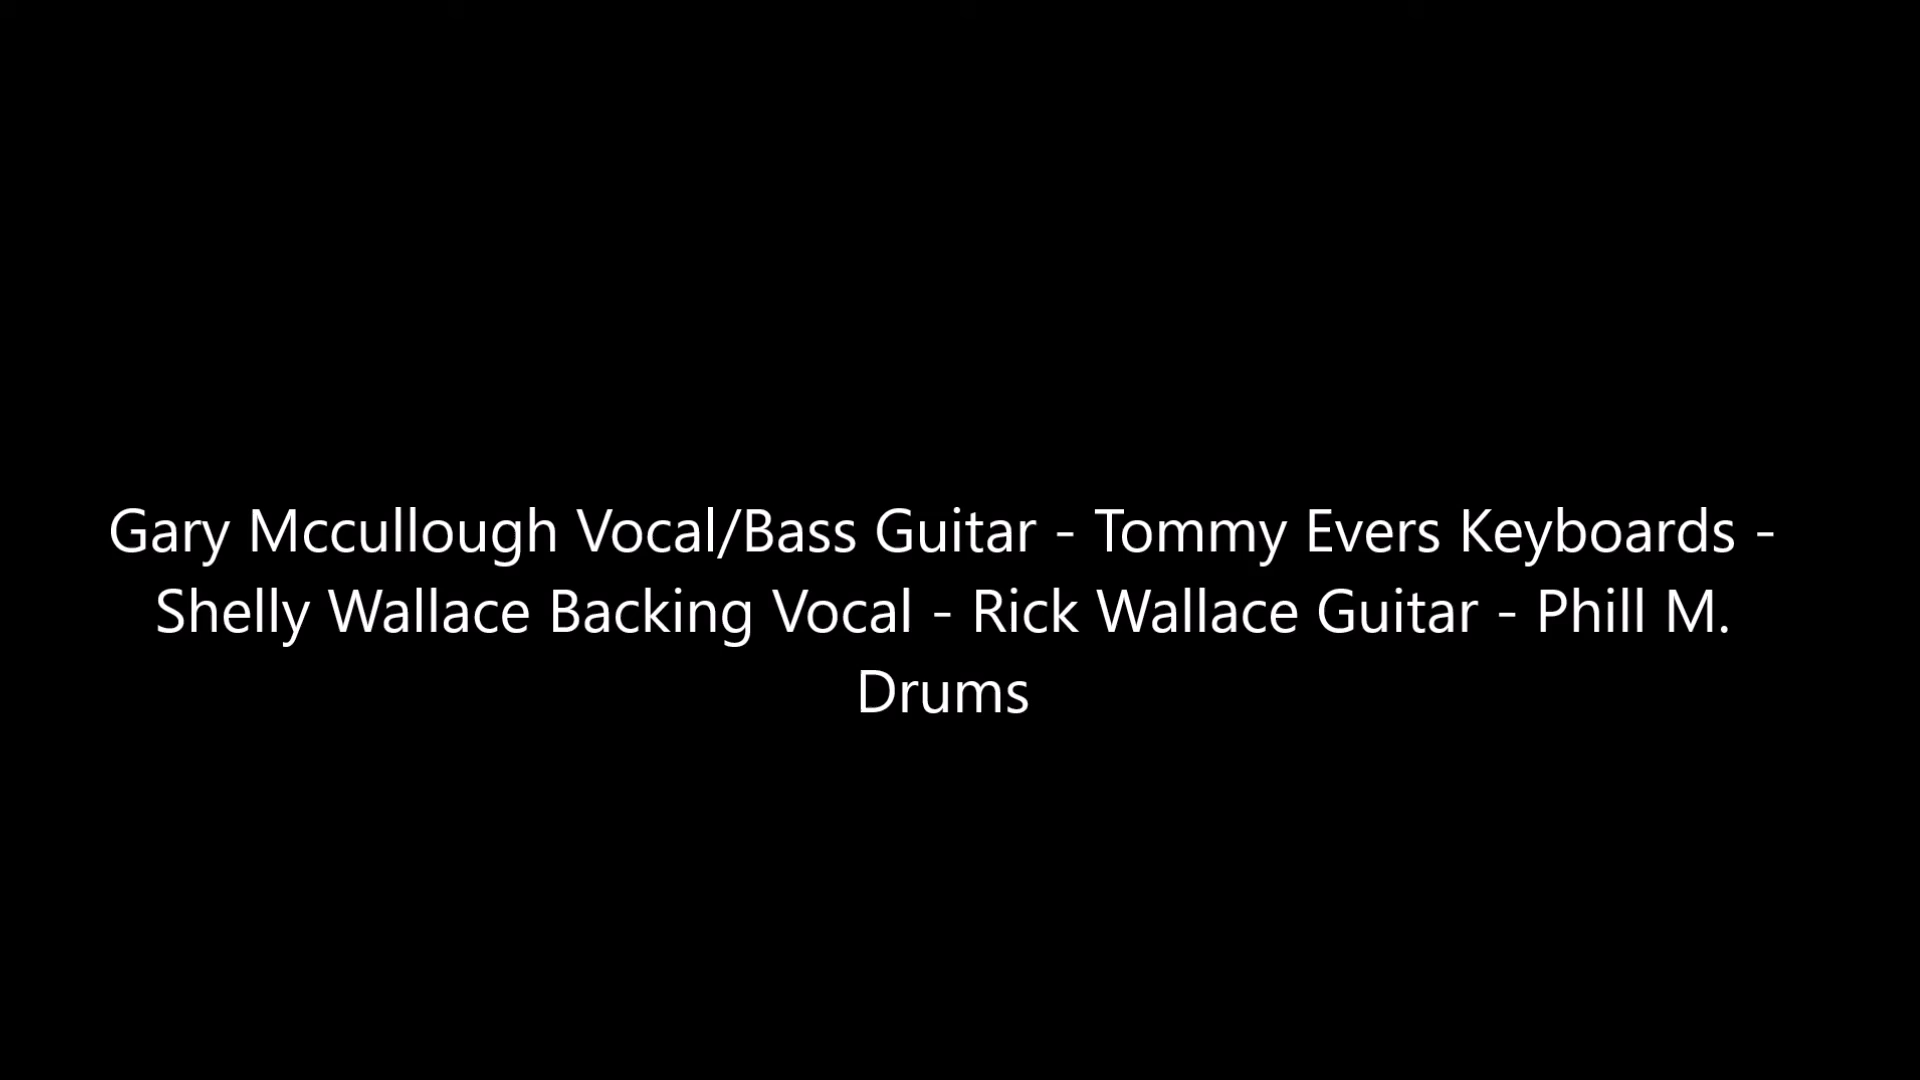 Gary Mccullough Vocal/Bass Guitar - Tommy Evers Keyboards -
Shelly Wallace Backing Vocal - Rick Wallace Guitar - Phill M.
Drums